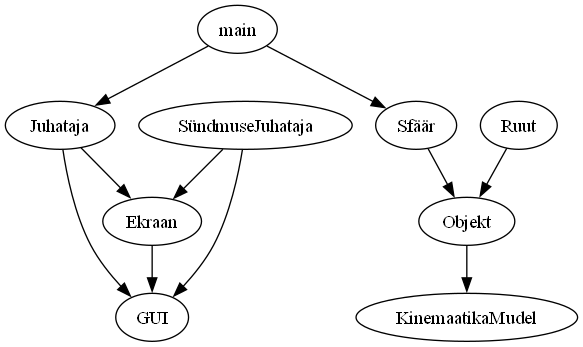 main
Juhataja
SündmuseJuhataja
Sfäär
Ruut
Ekraan
Objekt
GUI
KinemaatikaMudel